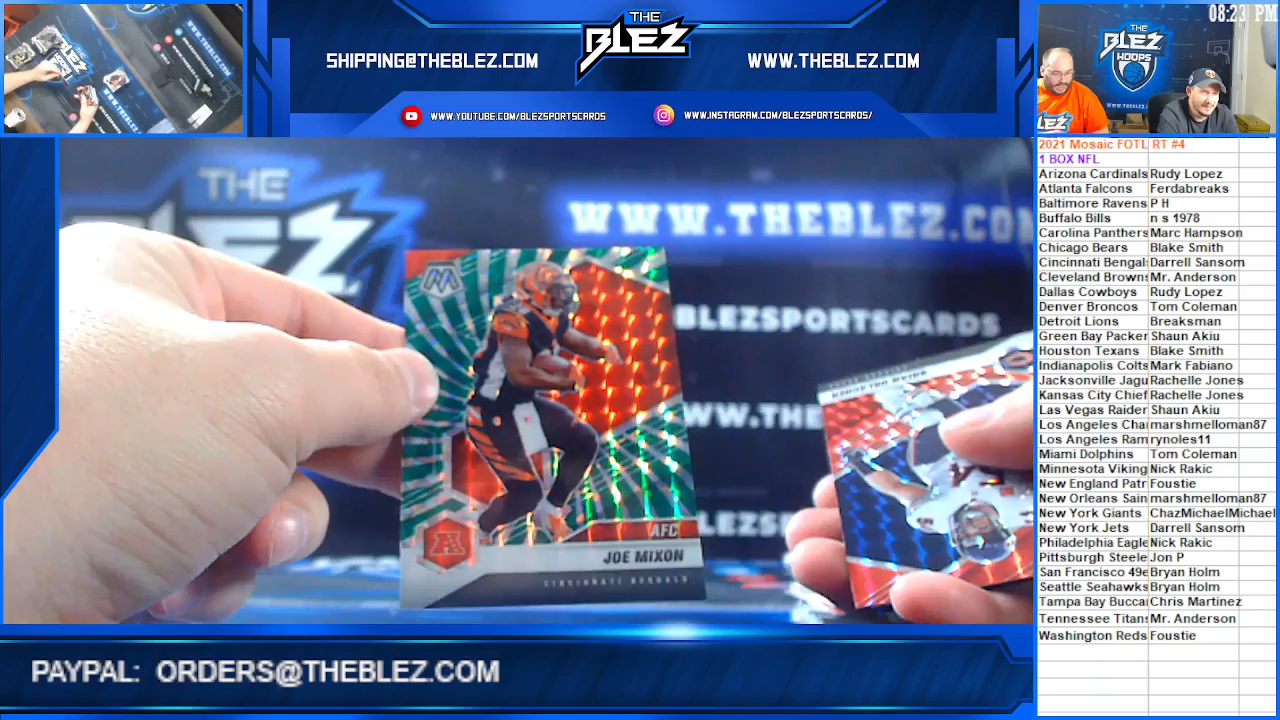 08:23 PM
THE
BLEZ
SHIPPING@THEBLEZ.COM
WWW.THEBLEZ.COM
WWW.YOUTUBE.COM/BLEZSPORTSCARDS
WWW.INSTAGRAM.COM/BLEZSPORTSCARDS/
THE
BLEZ
HOOPS
LEZ
THE
WWW.THEBLEZ.CO
BLEZSPORTSCARDS
WW.THE
AFC
JOE MIXON
CINCINNATI BENGALS
LEZS
PAYPAL: ORDERS@THEBLEZ.COM
2021 Mosaic FOTL RT #4
1 BOX NFL
Arizona Cardinals Rudy Lopez
Atlanta Falcons Ferdabreaks
Baltimore Ravens P H
Buffalo Bills n s 1978
Carolina Panthers Marc Hampson
Chicago Bears Blake Smith
Cincinnati Bengals Darrell Sansom
Cleveland Browns Mr. Anderson
Dallas Cowboys Rudy Lopez
Denver Broncos Tom Coleman
Detroit Lions Breaksman
Green Bay Packer Shaun Akiu
Houston Texans Blake Smith
Indianapolis Colts Mark Fabiano
Jacksonville Jagu Rachelle Jones
Kansas City Chief Rachelle Jones
Las Vegas Raider Shaun Akiu
Los Angeles Cha marshmelloman87
Los Angeles Ram rynoles11
Miami Dolphins Tom Coleman
Minnesota Viking Nick Rakic
New England Patr Foustie
New Orleans Sain marshmelloman87
New York Giants ChazMichaelMichael
New York Jets Darrell Sansom
Philadelphia Eagle Nick Rakic
Pittsburgh Steele Jon P
San Francisco 49e Bryan Holm
Seattle Seahawks Bryan Holm
Tampa Bay Bucca Chris Martinez
Tennessee Titans Mr. Anderson
Washington Reds Foustie